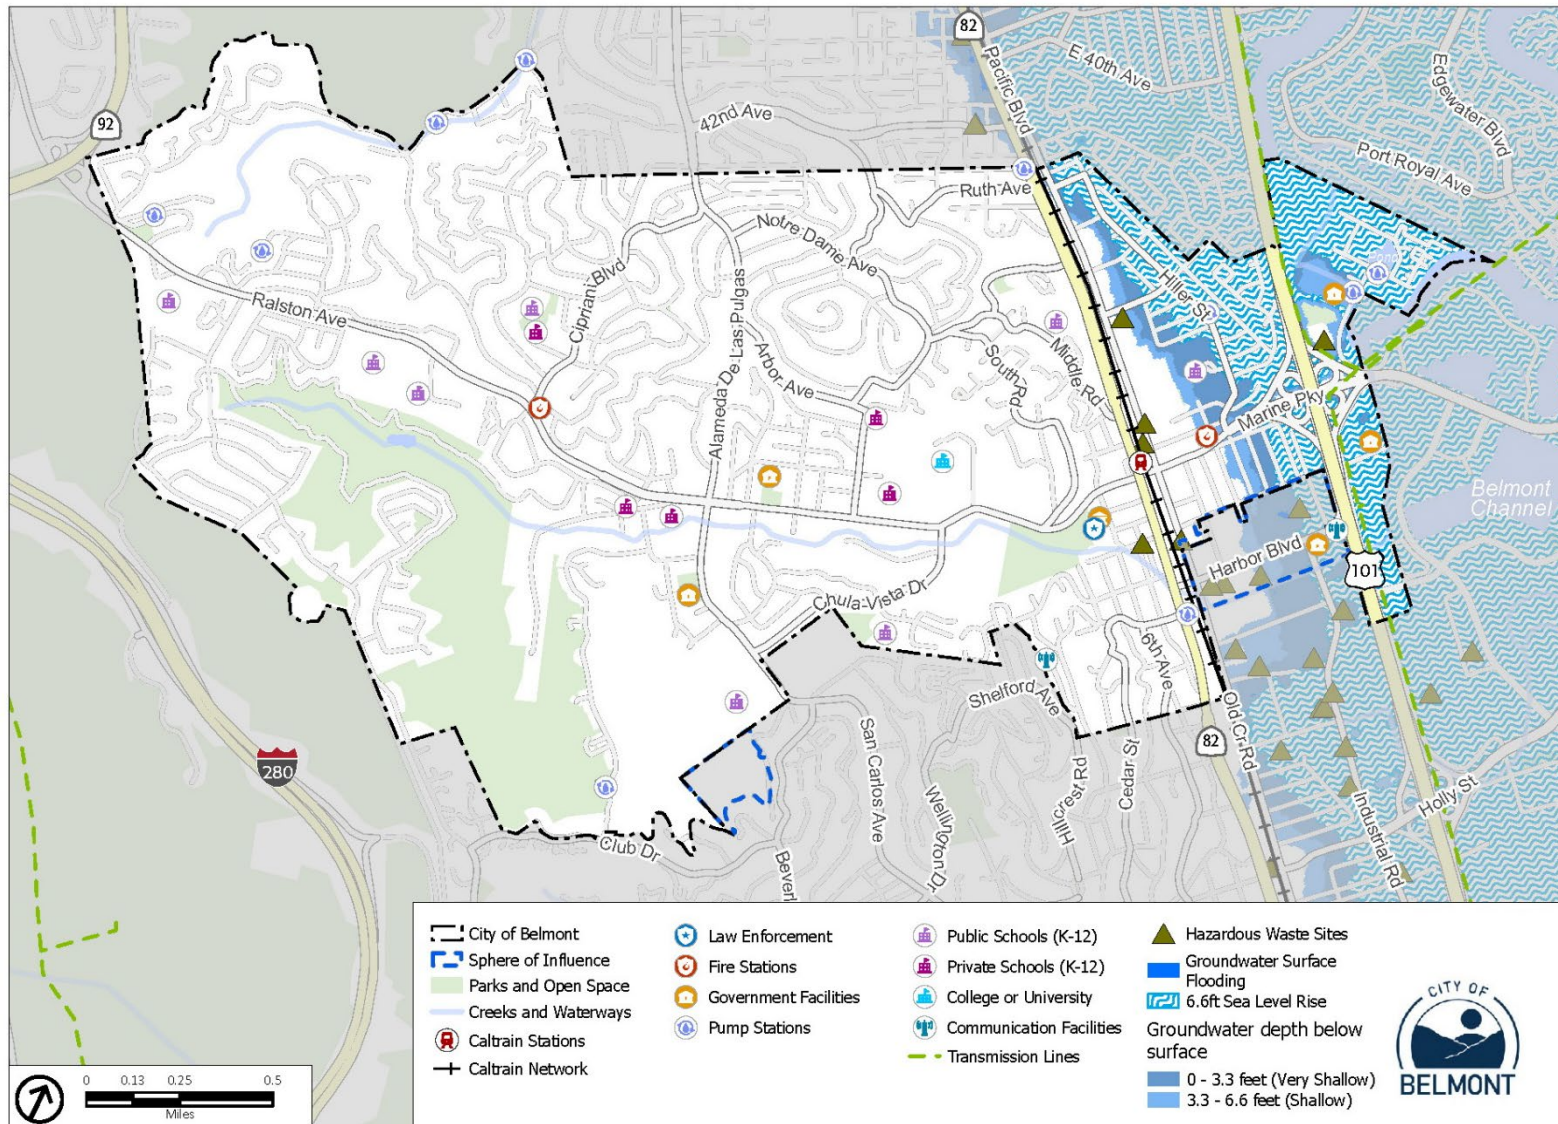 82
Pacific Blvd
E 40th Ave
Edgewater Blvd
92
42nd Ave
Port Royal Ave
Ruth Ave
Notre Dame Ave
Hiller St
Cipriani Blvd
Ralston Ave
Alameda De Las Pulgas
Arbor Ave
South Rd
Middle Rd
Marine Pky
Belmont
Channel
Harbor Blvd
101
Chula Vista Dr
6th Ave
Shelford Ave
Old Cr Rd
82
San Carlos Ave
Wellington Dr
Hillcrest Rd
Cedar St
Industrial Rd
Holly St
280
Club Dr
Beverl
City of Belmont
Sphere of Influence
Parks and Open Space
Creeks and Waterways
Caltrain Stations
Caltrain Network
Law Enforcement
Fire Stations
Government Facilities
Pump Stations
Public Schools (K-12)
Private Schools (K-12)
College or University
Communication Facilities
Transmission Lines
Hazardous Waste Sites
Groundwater Surface
Flooding
6.6ft Sea Level Rise
Groundwater depth below
surface
0 - 3.3 feet (Very Shallow)
3.3 - 6.6 feet (Shallow)
CITY OF
BELMONT
0 0.13 0.25 0.5
Miles